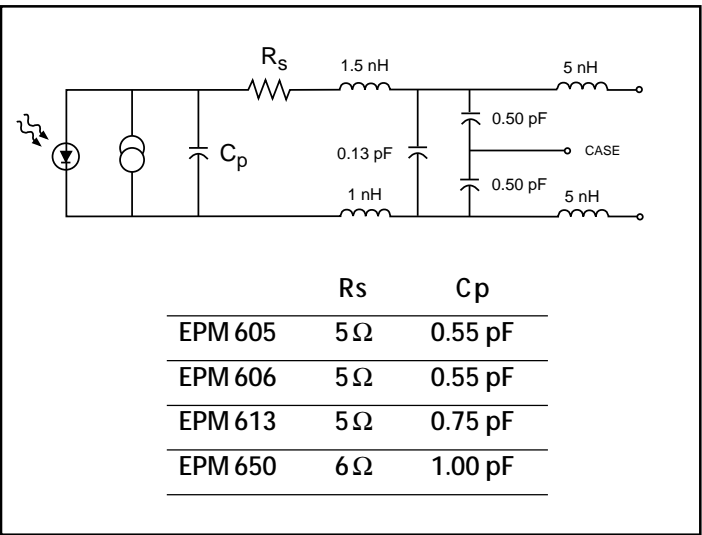 Rs
1.5 nH
5 nH
0.50 pF
Cp
0.13 pF
CASE
0.50 pF
1 nH
5 nH
Rs Cp
EPM 605 5 Ω 0.55 pF
EPM 606 5 Ω 0.55 pF
EPM 613 5 Ω 0.75 pF
EPM 650 6 Ω 1.00 pF